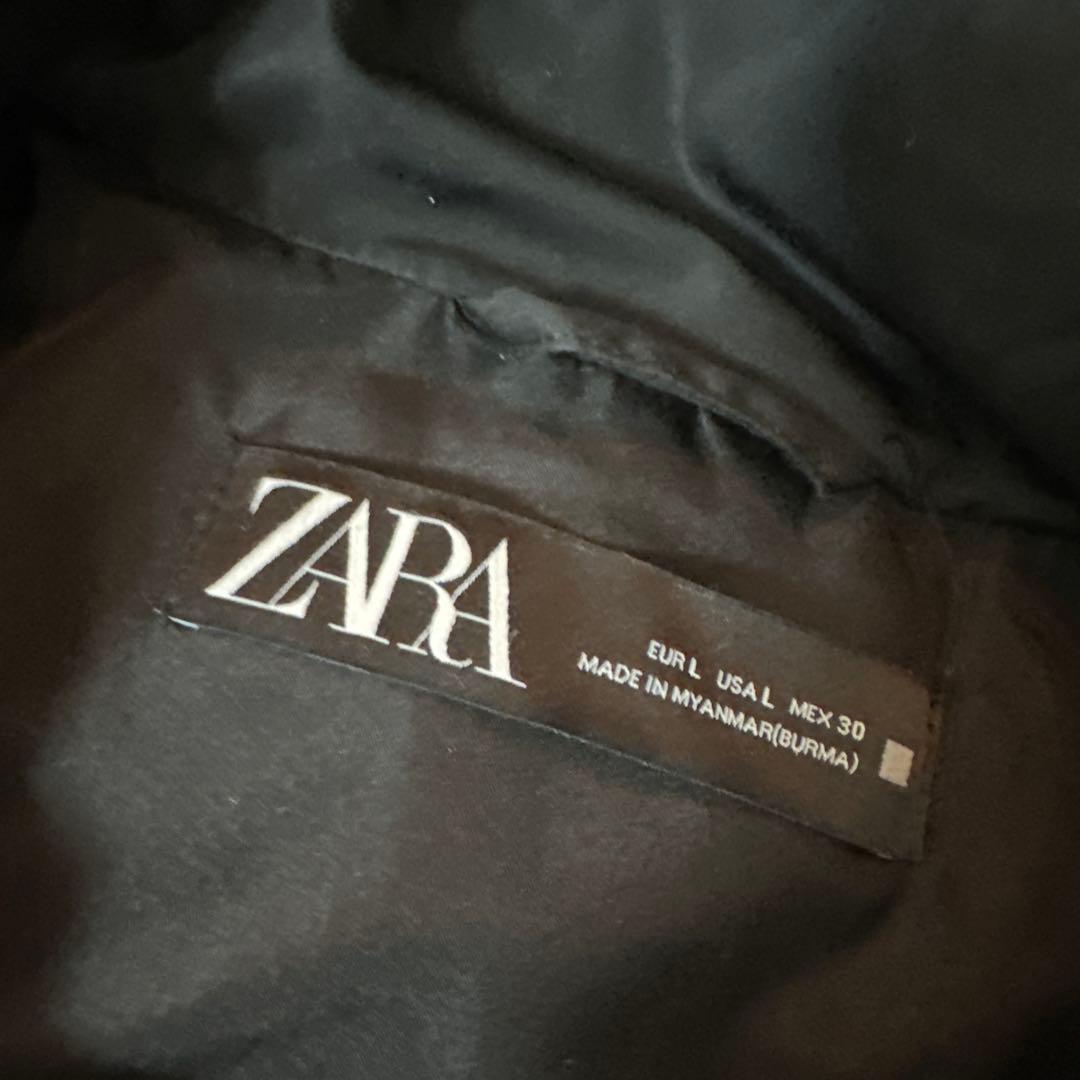 ZARA
EUR L USA L MEX 30
MADE IN MYANMAR(BURMA)